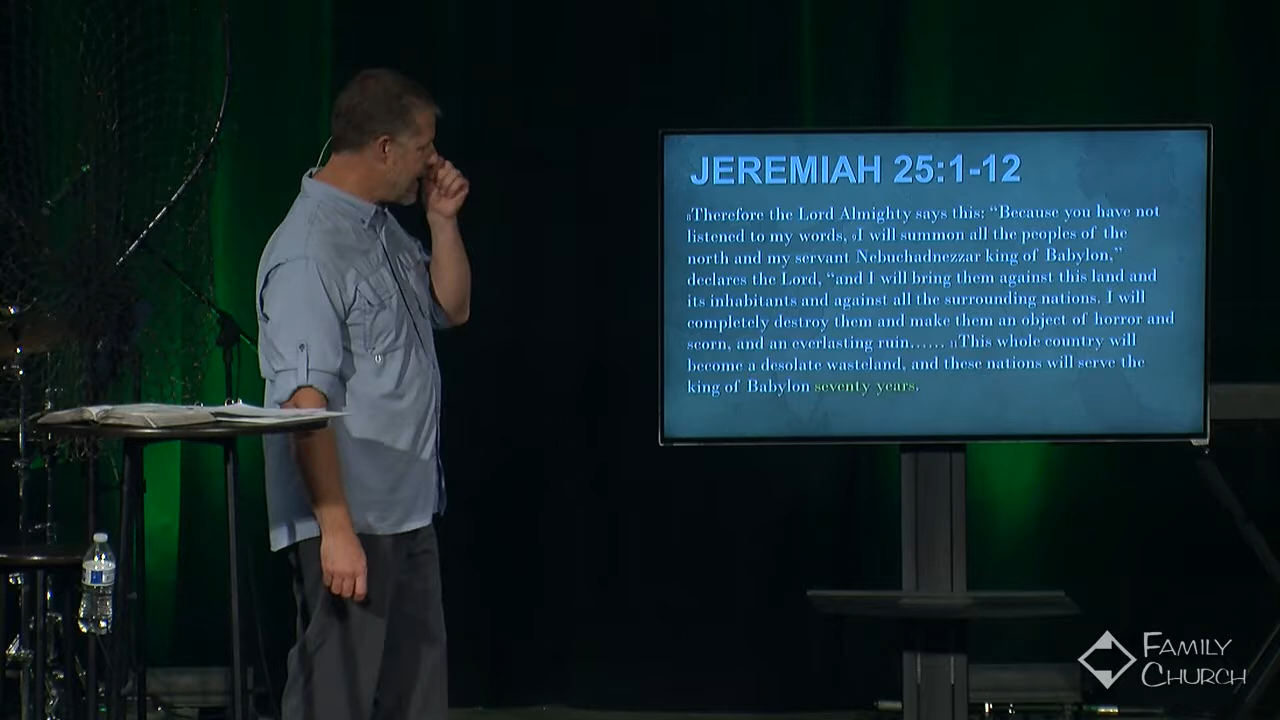 JEREMIAH 25:1-12
8Therefore the Lord Almighty says this: “Because you have not
listened to my words, 9I will summon all the peoples of the
north and my servant Nebuchadnezzar king of Babylon,”
declares the Lord, “and I will bring them against this land and
its inhabitants and against all the surrounding nations. I will
completely destroy them and make them an object of horror and
scorn, and an everlasting ruin…… 11This whole country will
become a desolate wasteland, and these nations will serve the
king of Babylon seventy years.
FAMILY
CHURCH